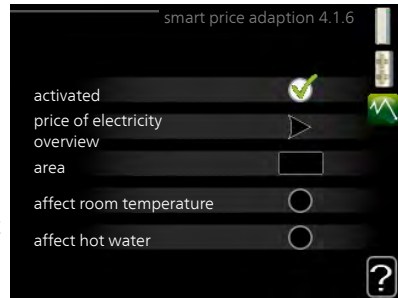 smart price adaption 4.1.6
activated
price of electricity
overview
area
affect room temperature
affect hot water
?